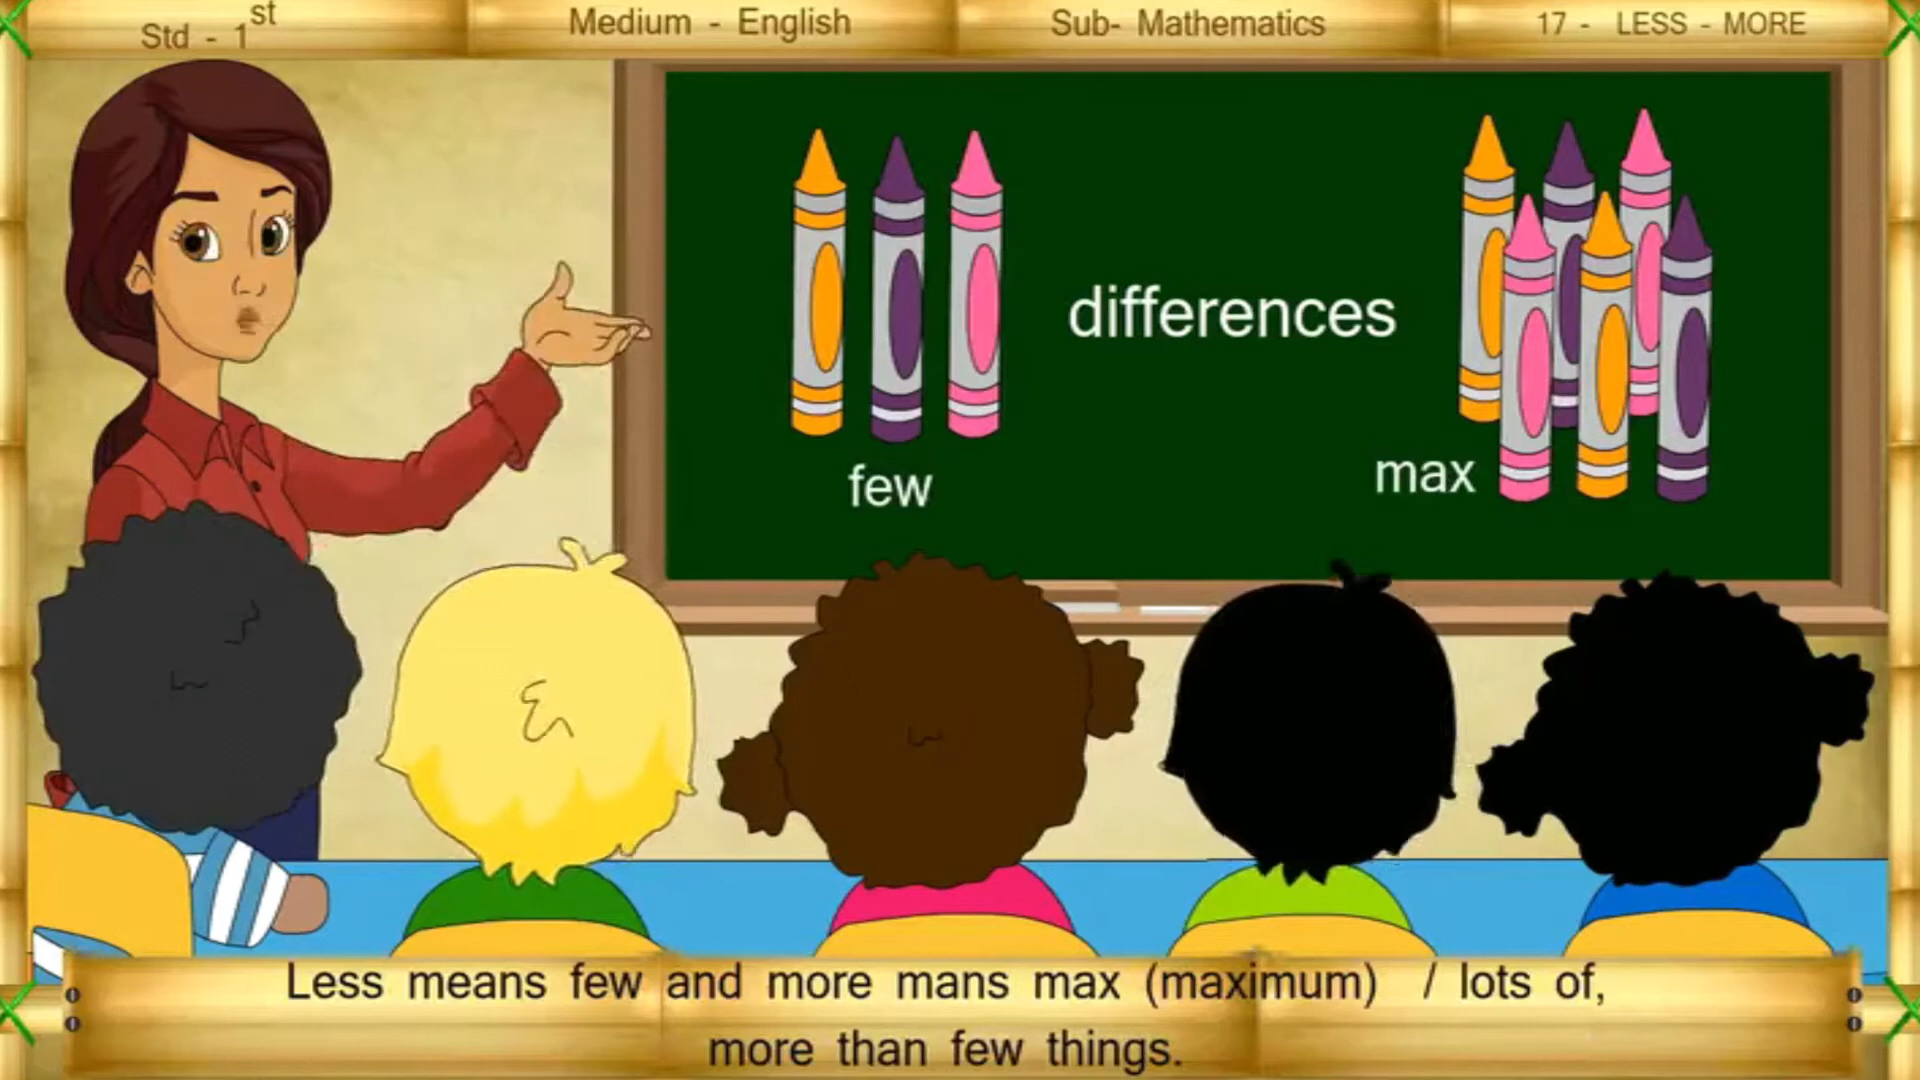 Std - 1st
Medium - English
Sub- Mathematics
17 - LESS - MORE
differences
few
max
Less means few and more mans max (maximum) / lots of,
more than few things.